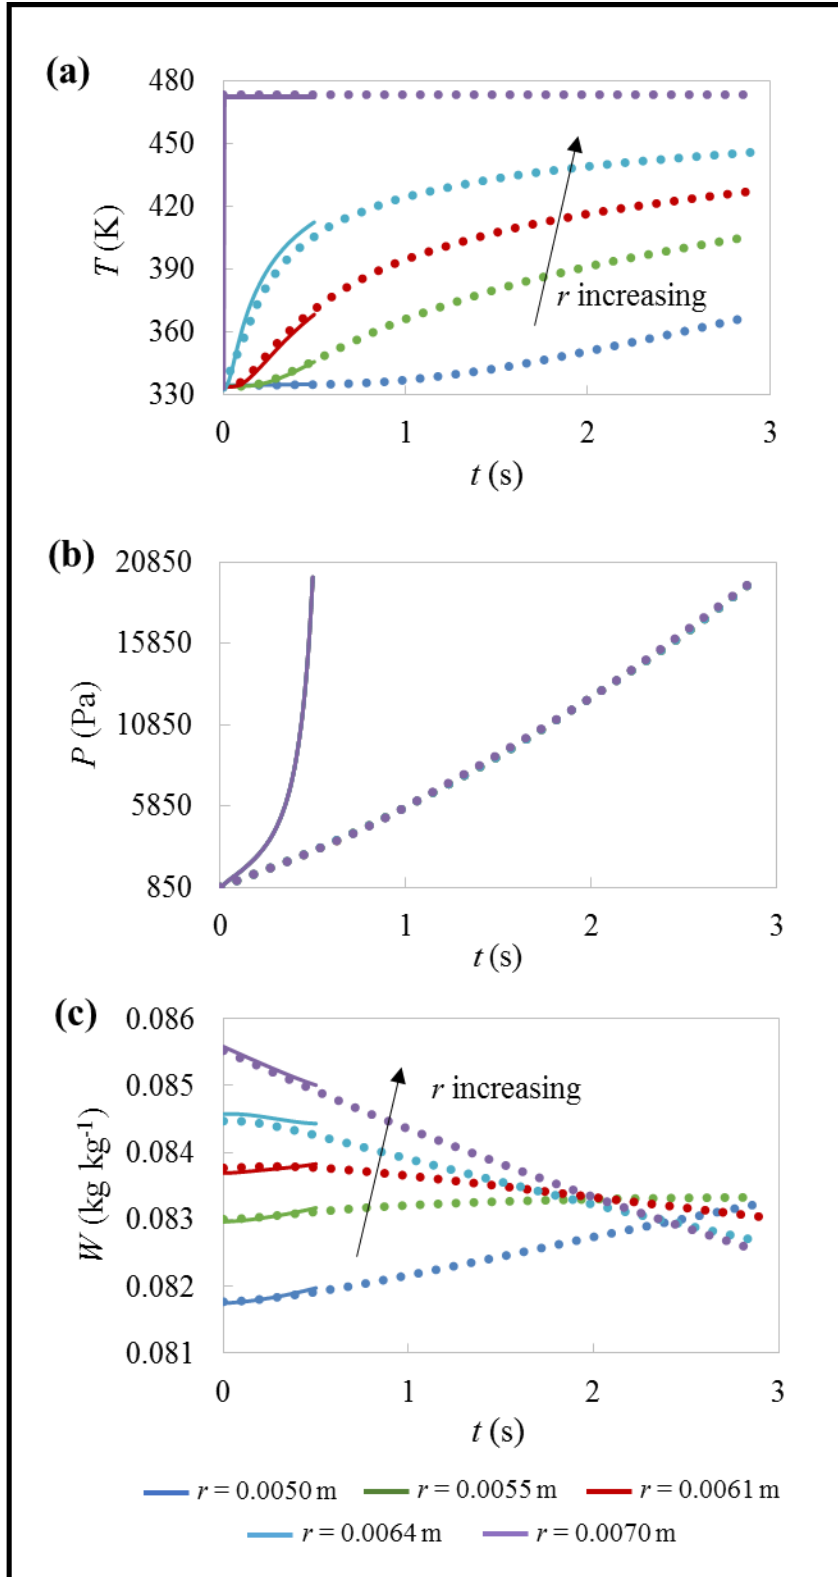 (a)
480
450
420
390
360
330
T (K)
r increasing
0 1 2 3
t (s)
(b)
20850
15850
10850
5850
850
P (Pa)
0 1 2 3
t (s)
(c)
0.086
0.085
0.084
0.083
0.082
0.081
W (kg kg⁻¹)
r increasing
0 1 2 3
t (s)
r = 0.0050 m r = 0.0055 m r = 0.0061 m
r = 0.0064 m r = 0.0070 m